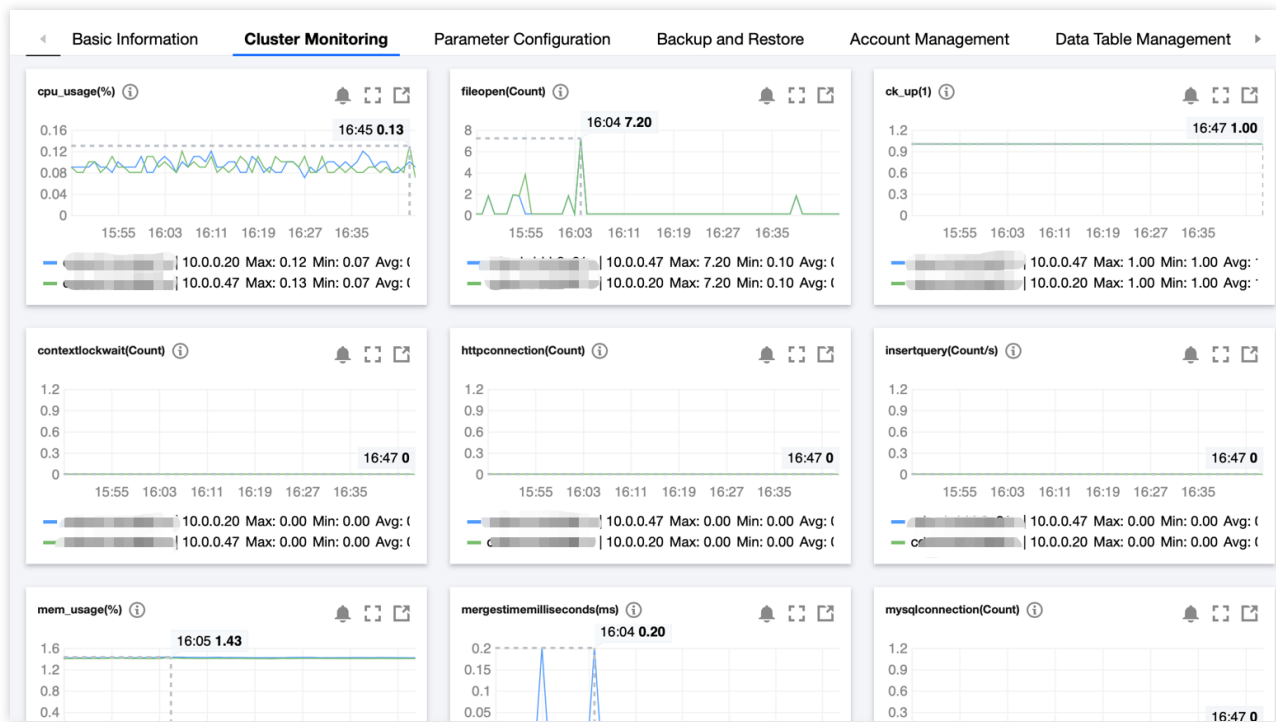 Basic Information Cluster Monitoring Parameter Configuration Backup and Restore Account Management Data Table Management
cpu_usage(%)
16:45 0.13
0.16
0.12
0.08
0.04
0
15:55 16:03 16:11 16:19 16:27 16:35
| 10.0.0.20 Max: 0.12 Min: 0.07 Avg:
| 10.0.0.47 Max: 0.13 Min: 0.07 Avg:
fileopen(Count)
16:04 7.20
8
6
4
2
0
15:55 16:03 16:11 16:19 16:27 16:35
| 10.0.0.47 Max: 7.20 Min: 0.10 Avg:
| 10.0.0.20 Max: 7.20 Min: 0.10 Avg:
ck_up(1)
16:47 1.00
1.2
0.9
0.6
0.3
0
15:55 16:03 16:11 16:19 16:27 16:35
| 10.0.0.47 Max: 1.00 Min: 1.00 Avg:
| 10.0.0.20 Max: 1.00 Min: 1.00 Avg:
contextlockwait(Count)
1.2
0.9
0.6
0.3
0
16:47 0
15:55 16:03 16:11 16:19 16:27 16:35
| 10.0.0.20 Max: 0.00 Min: 0.00 Avg:
| 10.0.0.47 Max: 0.00 Min: 0.00 Avg:
httpconnection(Count)
1.2
0.9
0.6
0.3
0
16:47 0
15:55 16:03 16:11 16:19 16:27 16:35
| 10.0.0.47 Max: 0.00 Min: 0.00 Avg:
| 10.0.0.20 Max: 0.00 Min: 0.00 Avg:
insertquery(Count/s)
1.2
0.9
0.6
0.3
0
16:47 0
15:55 16:03 16:11 16:19 16:27 16:35
| 10.0.0.47 Max: 0.00 Min: 0.00 Avg:
| 10.0.0.20 Max: 0.00 Min: 0.00 Avg:
mem_usage(%)
16:05 1.43
1.6
1.2
0.8
0.4
mergestimemilliseconds(ms)
16:04 0.20
0.2
0.15
0.1
0.05
mysqlconnection(Count)
1.2
0.9
0.6
0.3
16:47 0